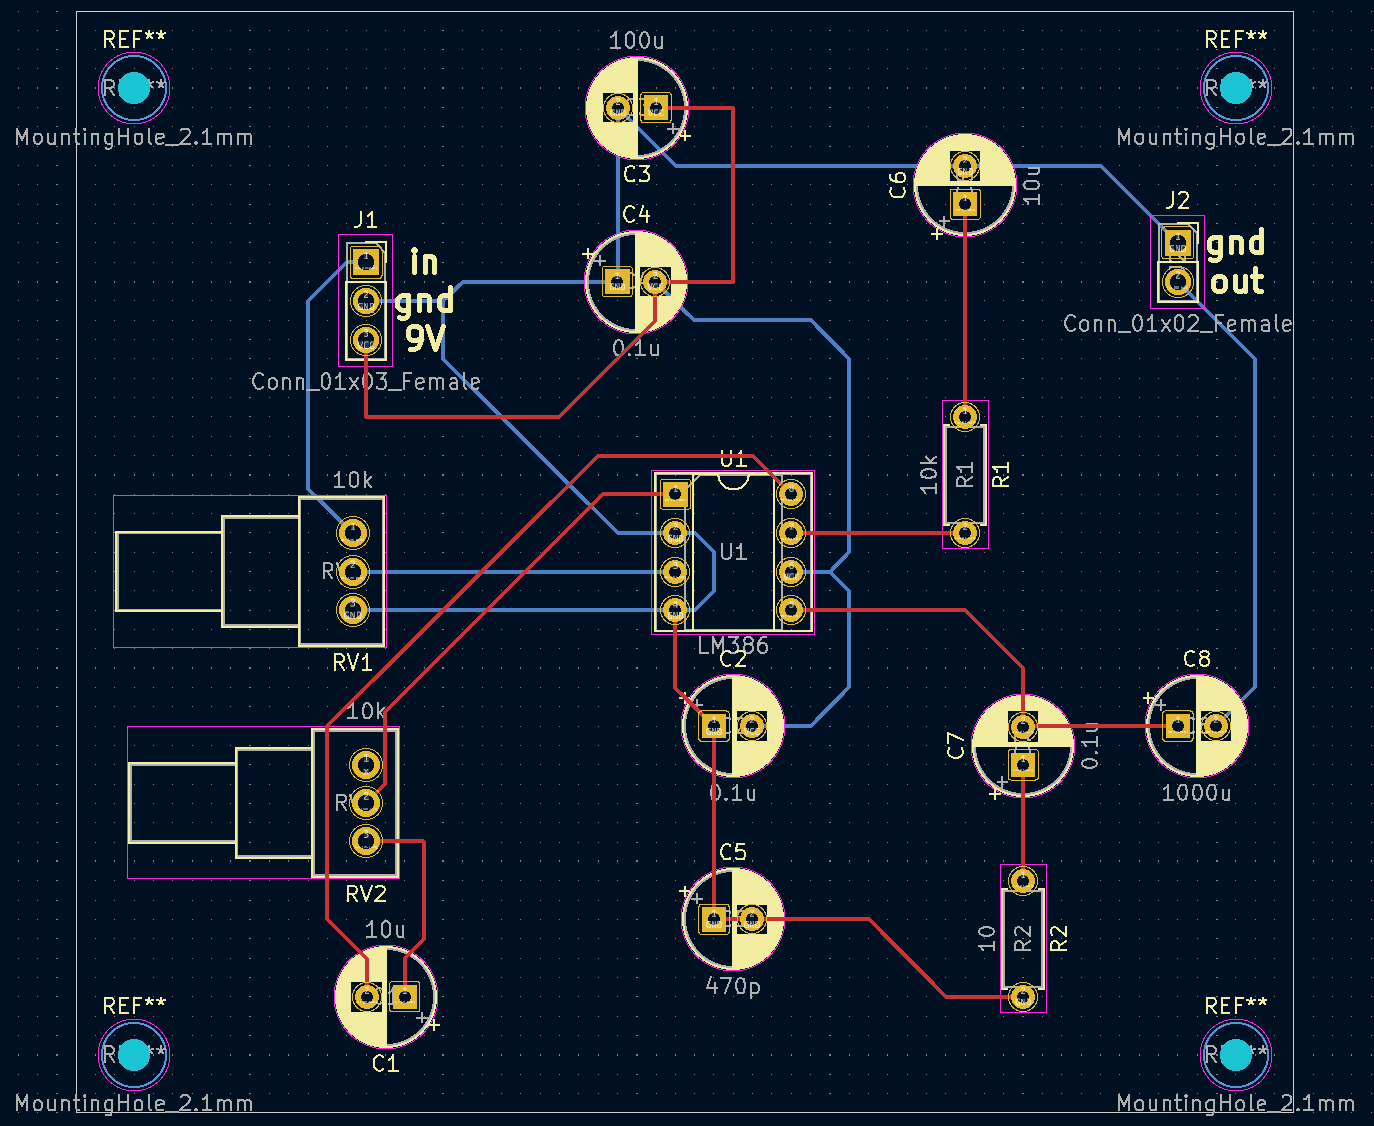 REF**
100u
REF**
MountingHole_2.1mm
MountingHole_2.1mm
C3
C6
10u
J1
C4
J2
in
gnd
9V
gnd
out
Conn_01x02_Female
0.1u
Conn_01x03_Female
10k
U1
10k
R1
R1
U1
RV1
LM386
C2
C8
10k
C7
0.1u
0.1u
1000u
C5
RV2
10u
10
R2
R2
470p
REF**
REF**
C1
MountingHole_2.1mm
MountingHole_2.1mm